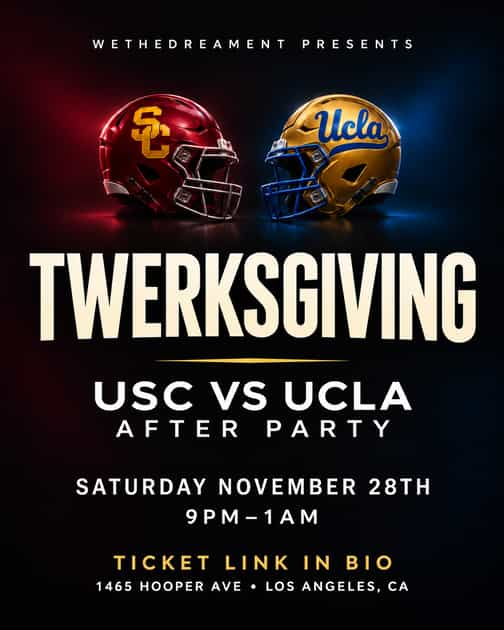 WETHEDREAMENT PRESENTS
SC
Ucla
TWERKSGIVING
USC VS UCLA
AFTER PARTY
SATURDAY NOVEMBER 28TH
9PM–1AM
TICKET LINK IN BIO
1465 HOOPER AVE • LOS ANGELES, CA